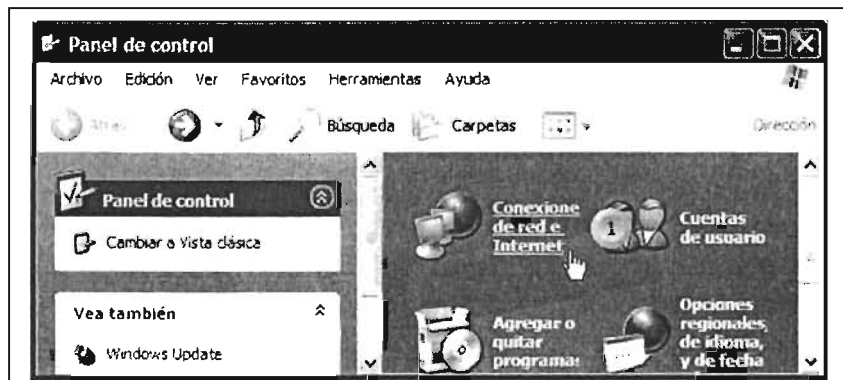 Panel de control
Archivo Edición Ver Favoritos Herramientas Ayuda
Atrás Búsqueda Carpetas Dirección
Panel de control
Cambiar a Vista clásica
Vea también
Windows Update
Conexione
de red e
Internet
Cuentas
de usuario
Agregar o
quitar
programas
Opciones
regionales,
de idioma,
y de fecha